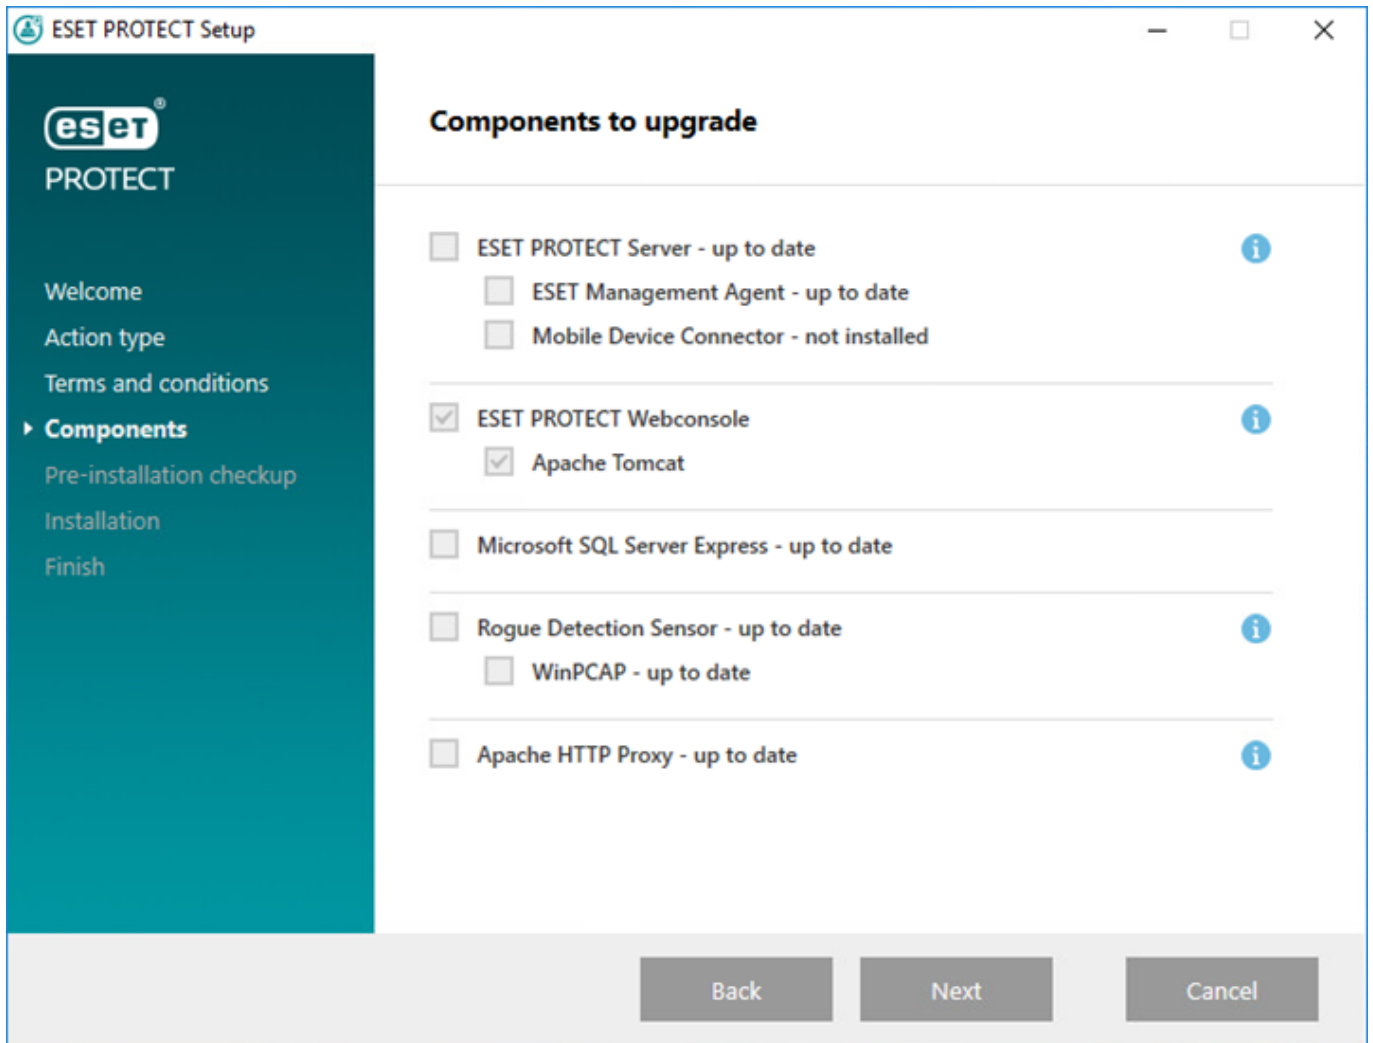 ESET PROTECT Setup
eseT®
PROTECT
Welcome
Action type
Terms and conditions
Components
Pre-installation checkup
Installation
Finish
Components to upgrade
ESET PROTECT Server - up to date
ESET Management Agent - up to date
Mobile Device Connector - not installed
ESET PROTECT Webconsole
Apache Tomcat
Microsoft SQL Server Express - up to date
Rogue Detection Sensor - up to date
WinPCAP - up to date
Apache HTTP Proxy - up to date
Back
Next
Cancel